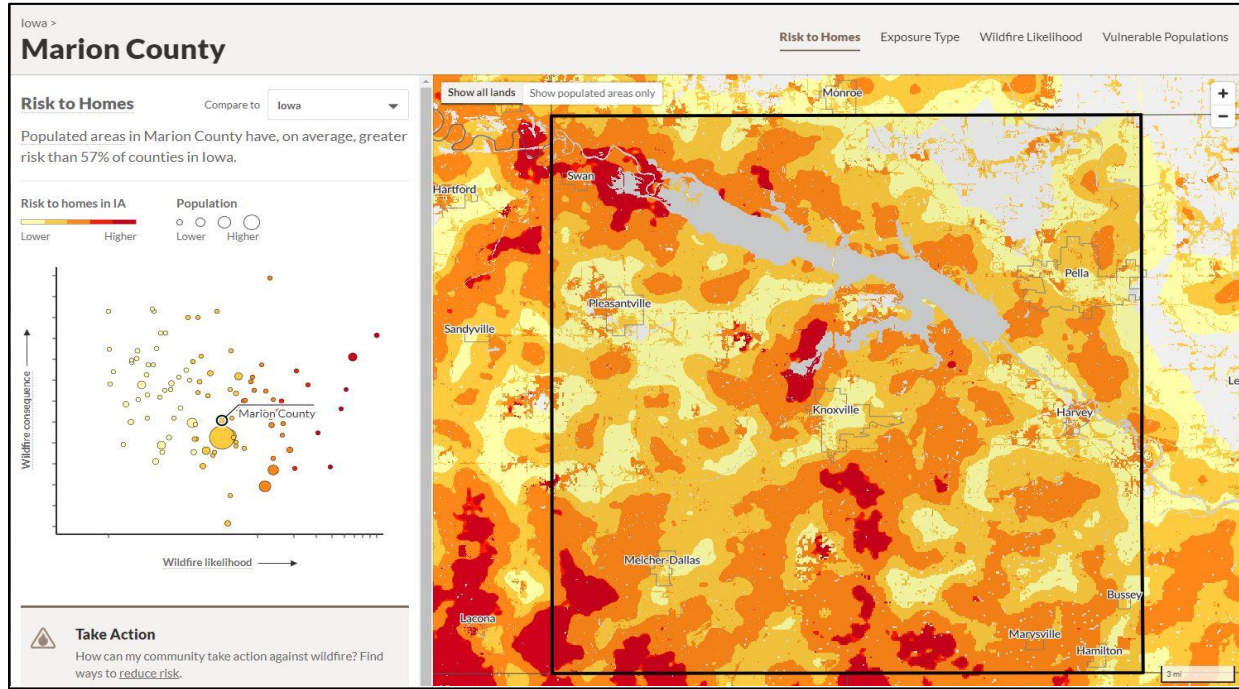 Iowa >
Marion County
Risk to Homes
Exposure Type
Wildfire Likelihood
Vulnerable Populations
Risk to Homes
Compare to
Iowa
Populated areas in Marion County have, on average, greater
risk than 57% of counties in Iowa.
Risk to homes in IA
Population
Lower
Higher
Lower
Higher
Wildfire consequence
Marion County
Wildfire likelihood
Take Action
How can my community take action against wildfire? Find
ways to reduce risk.
Show all lands
Show populated areas only
Monroe
+
−
Swan
Hartford
Pella
Pleasantville
Sandyville
Le
Knoxville
Harvey
Melcher-Dallas
Bussey
Lacona
Marysville
Hamilton
3 mi